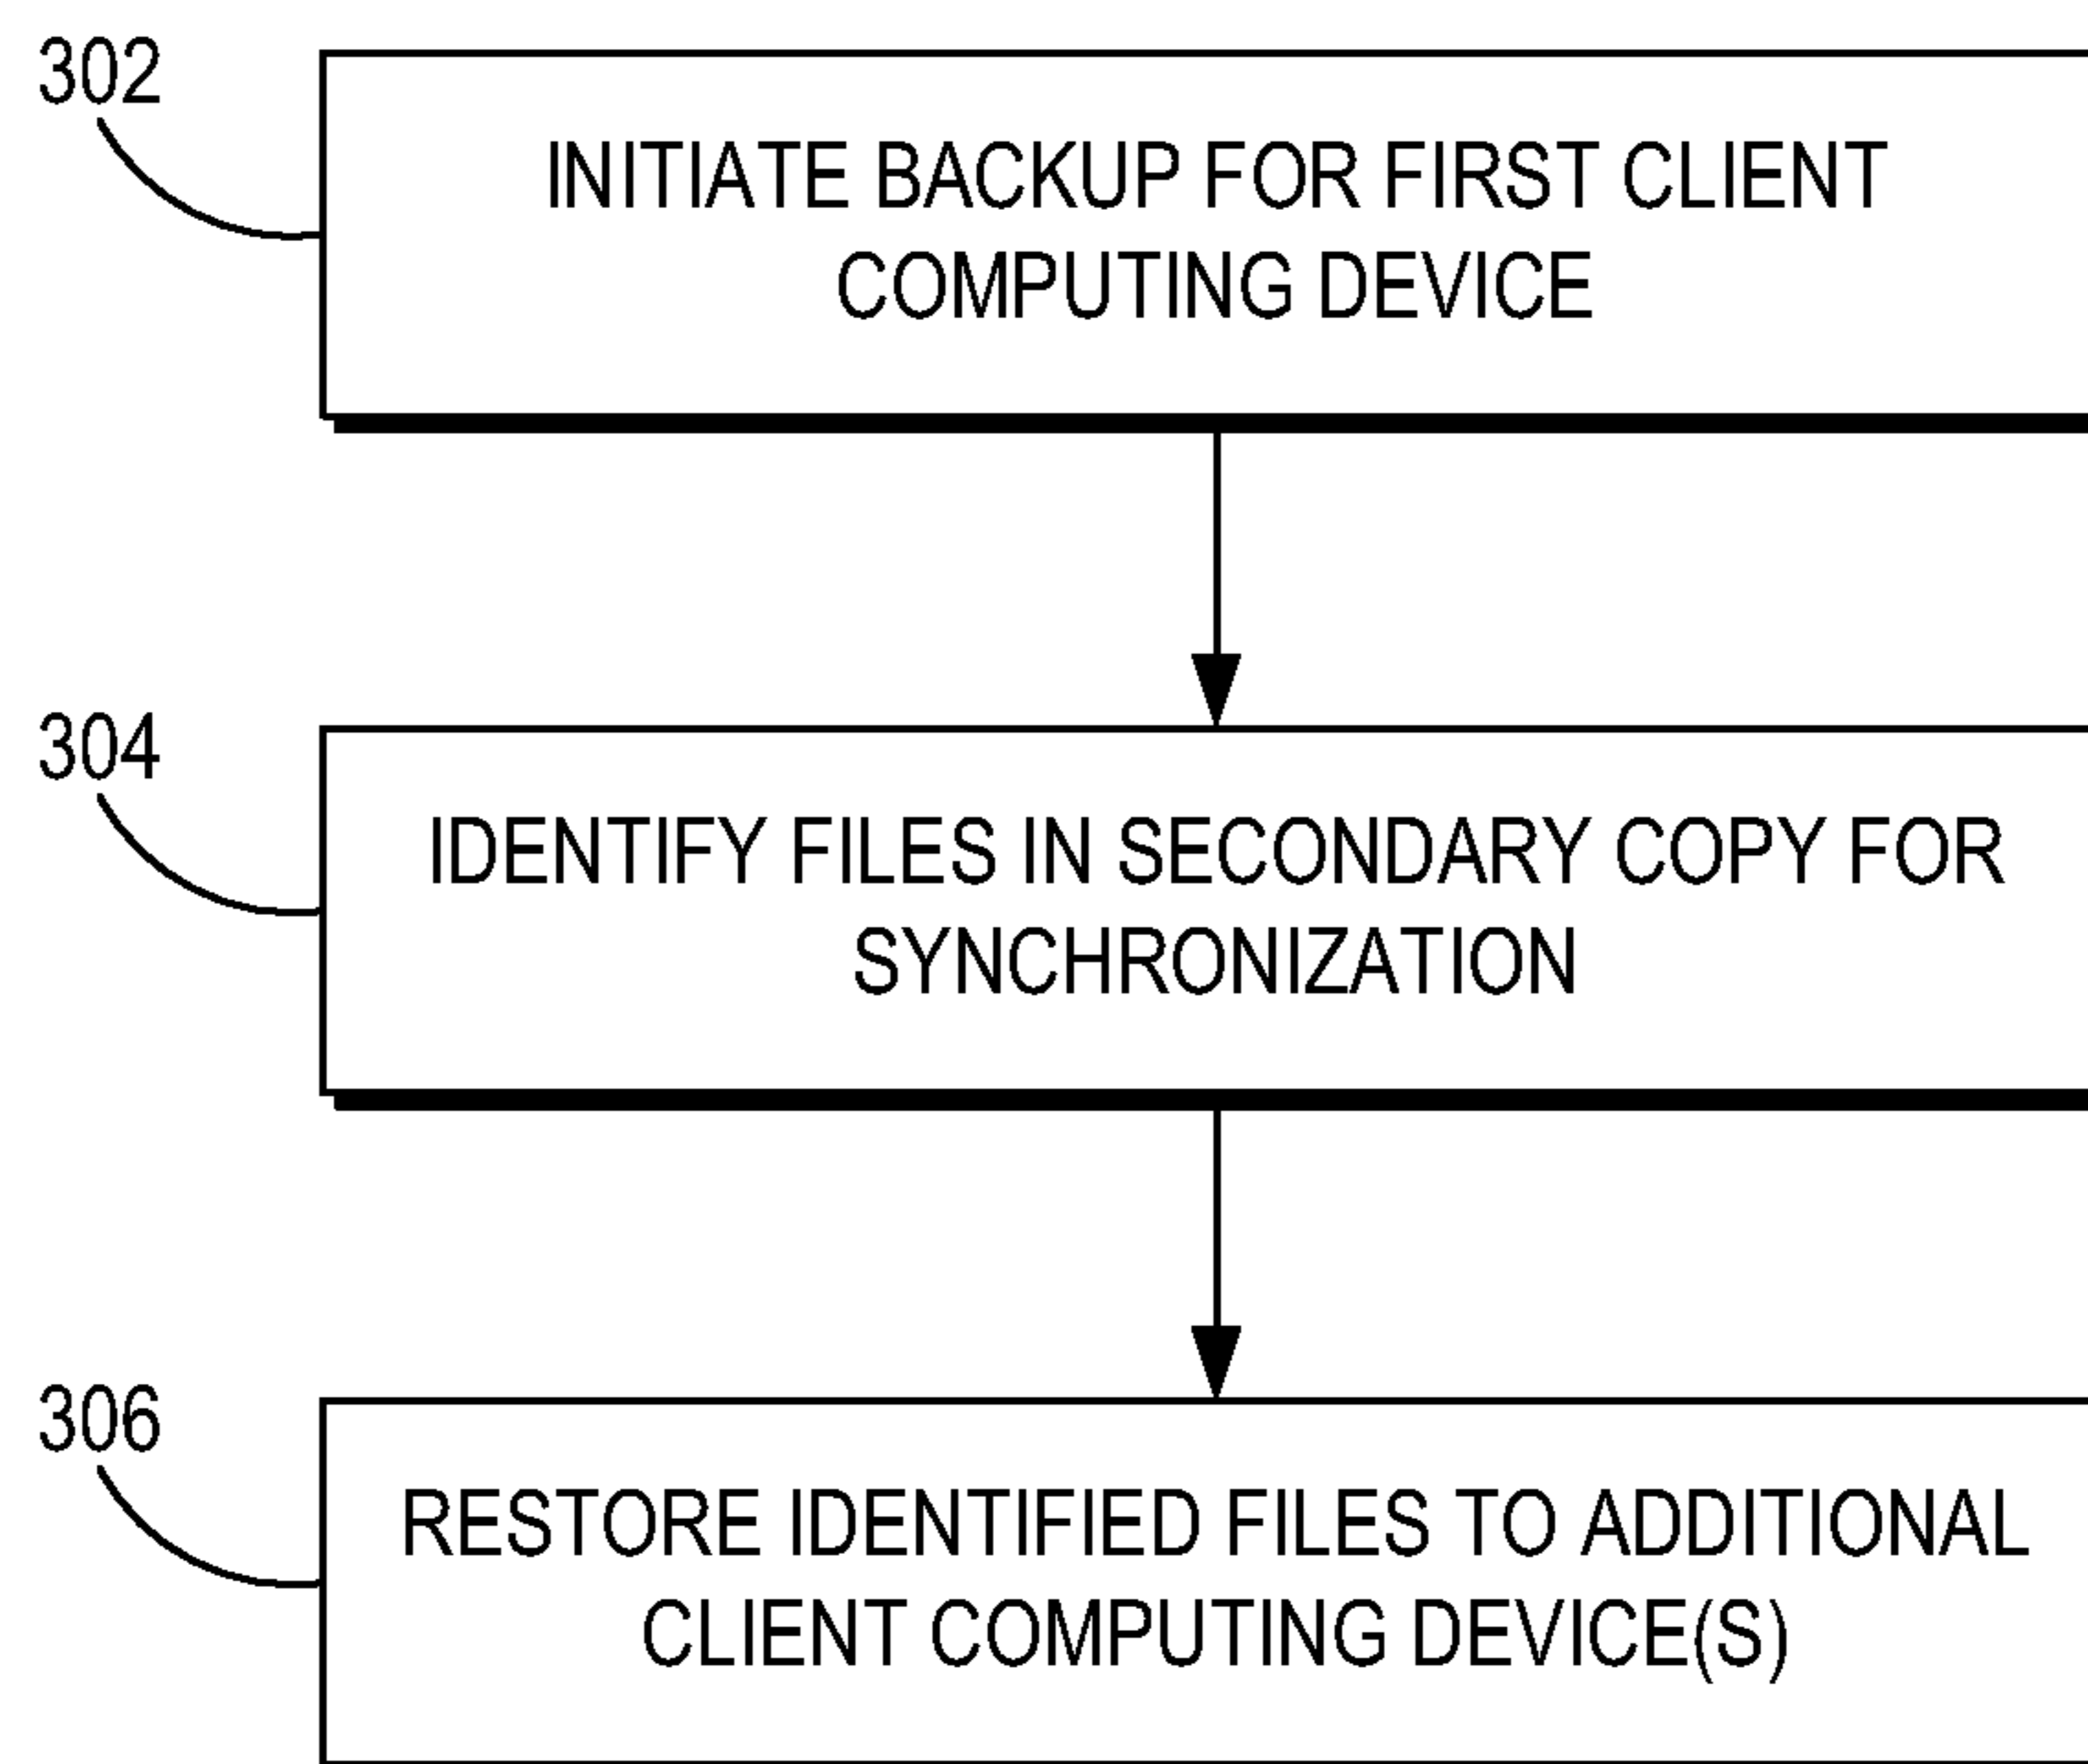 302
INITIATE BACKUP FOR FIRST CLIENT
COMPUTING DEVICE
304
IDENTIFY FILES IN SECONDARY COPY FOR
SYNCHRONIZATION
306
RESTORE IDENTIFIED FILES TO ADDITIONAL
CLIENT COMPUTING DEVICE(S)